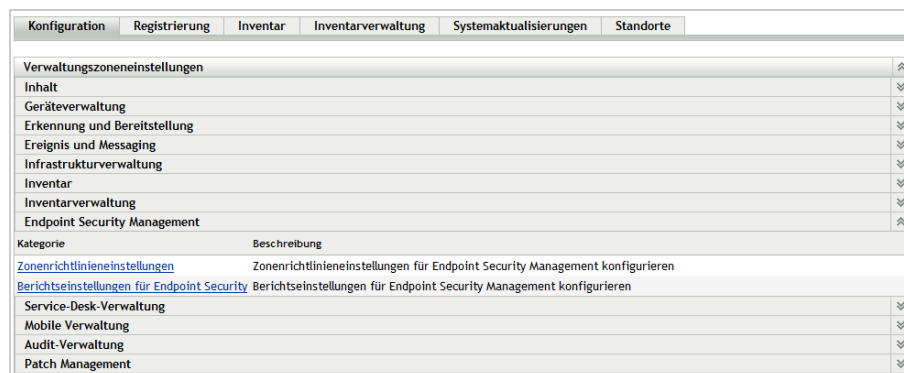 Konfiguration Registrierung Inventar Inventarverwaltung Systemaktualisierungen Standorte
Verwaltungszoneneinstellungen
Inhalt
Geräteverwaltung
Erkennung und Bereitstellung
Ereignis und Messaging
Infrastrukturverwaltung
Inventar
Inventarverwaltung
Endpoint Security Management
Kategorie Beschreibung
Zonenrichtlinieneinstellungen Zonenrichtlinieneinstellungen für Endpoint Security Management konfigurieren
Berichtseinstellungen für Endpoint Security Berichtseinstellungen für Endpoint Security Management konfigurieren
Service-Desk-Verwaltung
Mobile Verwaltung
Audit-Verwaltung
Patch Management